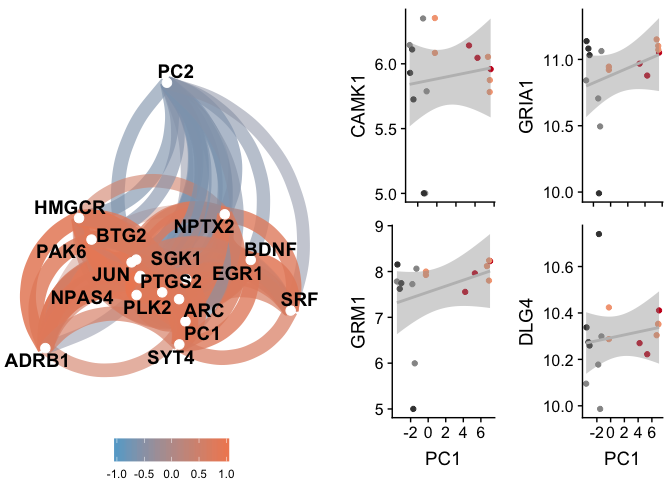 PC2
HMGCR
NPTX2
BTG2
PAK6
BDNF
SGK1
JUN
EGR1
PTGS2
NPAS4
SRF
PLK2
ARC
PC1
ADRB1
SYT4
-1.0 -0.5 0.0 0.5 1.0
CAMK1
6.0
5.5
5.0
GRIA1
11.0
10.5
10.0
GRM1
9
8
7
6
5
-2 0 2 4 6
PC1
DLG4
10.6
10.4
10.2
10.0
-2 0 2 4 6
PC1